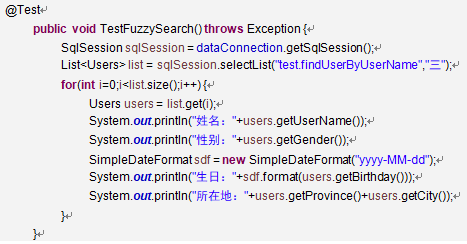 @Test
public void TestFuzzySearch()throws Exception{
SqlSession sqlSession = dataConnection.getSqlSession();
List<Users> list = sqlSession.selectList("test.findUserByUserName","三");
for(int i=0;i<list.size();i++){
Users users = list.get(i);
System.out.println("姓名："+users.getUserName());
System.out.println("性别："+users.getGender());
SimpleDateFormat sdf = new SimpleDateFormat("yyyy-MM-dd");
System.out.println("生日："+sdf.format(users.getBirthday()));
System.out.println("所在地："+users.getProvince()+users.getCity());
}
}